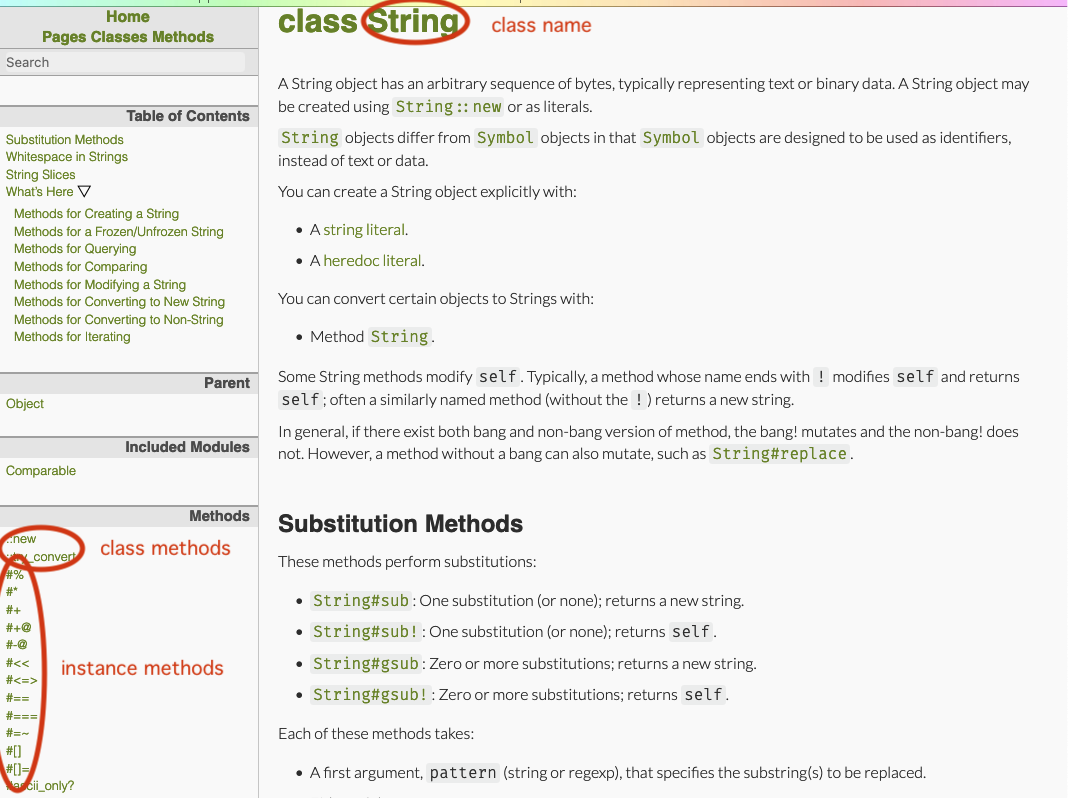 Home
Pages Classes Methods
Search
Table of Contents
Substitution Methods
Whitespace in Strings
String Slices
What's Here ▽
Methods for Creating a String
Methods for a Frozen/Unfrozen String
Methods for Querying
Methods for Comparing
Methods for Modifying a String
Methods for Converting to New String
Methods for Converting to Non-String
Methods for Iterating
Parent
Object
Included Modules
Comparable
Methods
::new
::try_convert
class methods
#%
#*
#+
#+@
#-@
#<<
#<=>
#==
#===
#=~
#[]
#[]=
#ascii_only?
instance methods
class String
class name
A String object has an arbitrary sequence of bytes, typically representing text or binary data. A String object may
be created using String::new or as literals.
String objects differ from Symbol objects in that Symbol objects are designed to be used as identifiers,
instead of text or data.
You can create a String object explicitly with:
• A string literal.
• A heredoc literal.
You can convert certain objects to Strings with:
• Method String.
Some String methods modify self. Typically, a method whose name ends with ! modifies self and returns
self; often a similarly named method (without the !) returns a new string.
In general, if there exist both bang and non-bang version of method, the bang! mutates and the non-bang! does
not. However, a method without a bang can also mutate, such as String#replace.
Substitution Methods
These methods perform substitutions:
• String#sub: One substitution (or none); returns a new string.
• String#sub!: One substitution (or none); returns self.
• String#gsub: Zero or more substitutions; returns a new string.
• String#gsub!: Zero or more substitutions; returns self.
Each of these methods takes:
• A first argument, pattern (string or regexp), that specifies the substring(s) to be replaced.